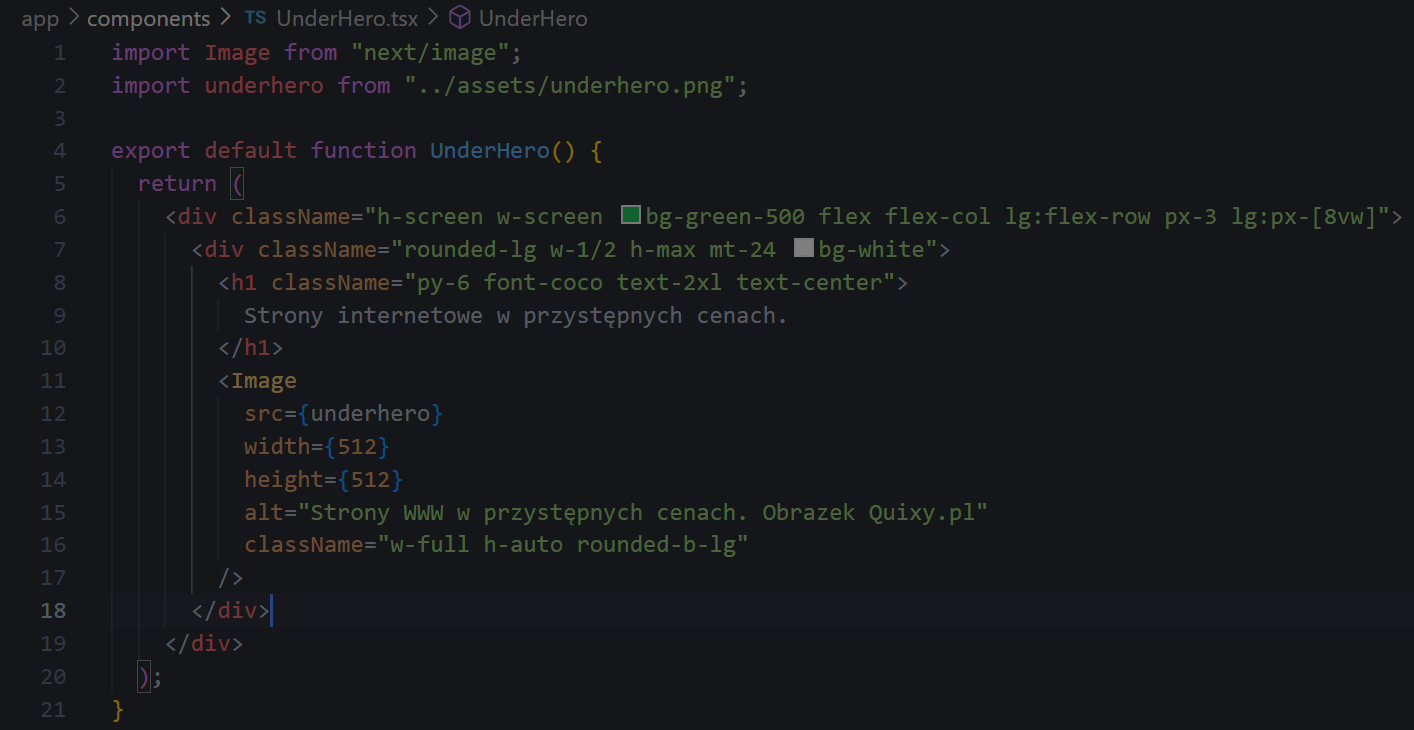 app > components > TS UnderHero.tsx > UnderHero
1 import Image from "next/image";
2 import underhero from "../assets/underhero.png";
3
4 export default function UnderHero() {
5 return (
6 <div className="h-screen w-screen bg-green-500 flex flex-col lg:flex-row px-3 lg:px-[8vw]">
7 <div className="rounded-lg w-1/2 h-max mt-24 bg-white">
8 <h1 className="py-6 font-coco text-2xl text-center">
9 Strony internetowe w przystępnych cenach.
10 </h1>
11 <Image
12 src={underhero}
13 width={512}
14 height={512}
15 alt="Strony WWW w przystępnych cenach. Obrazek Quixy.pl"
16 className="w-full h-auto rounded-b-lg"
17 />
18 </div>
19 </div>
20 );
21 }